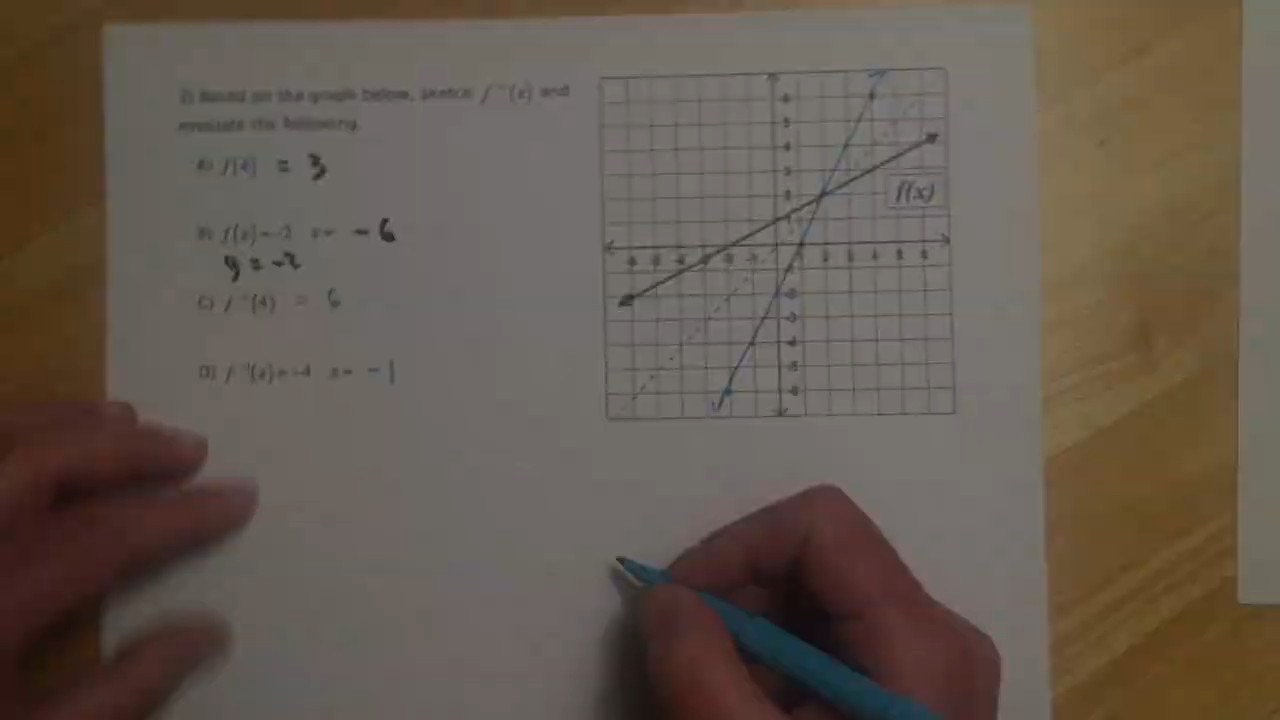 2) Based on the graph below, sketch f⁻¹(x) and
evaluate the following.
A) f(4) = 3
B) f(x)=-2 x= -6
y = -2
C) f⁻¹(4) = 6
D) f⁻¹(x)=-4 x= -1
f(x)